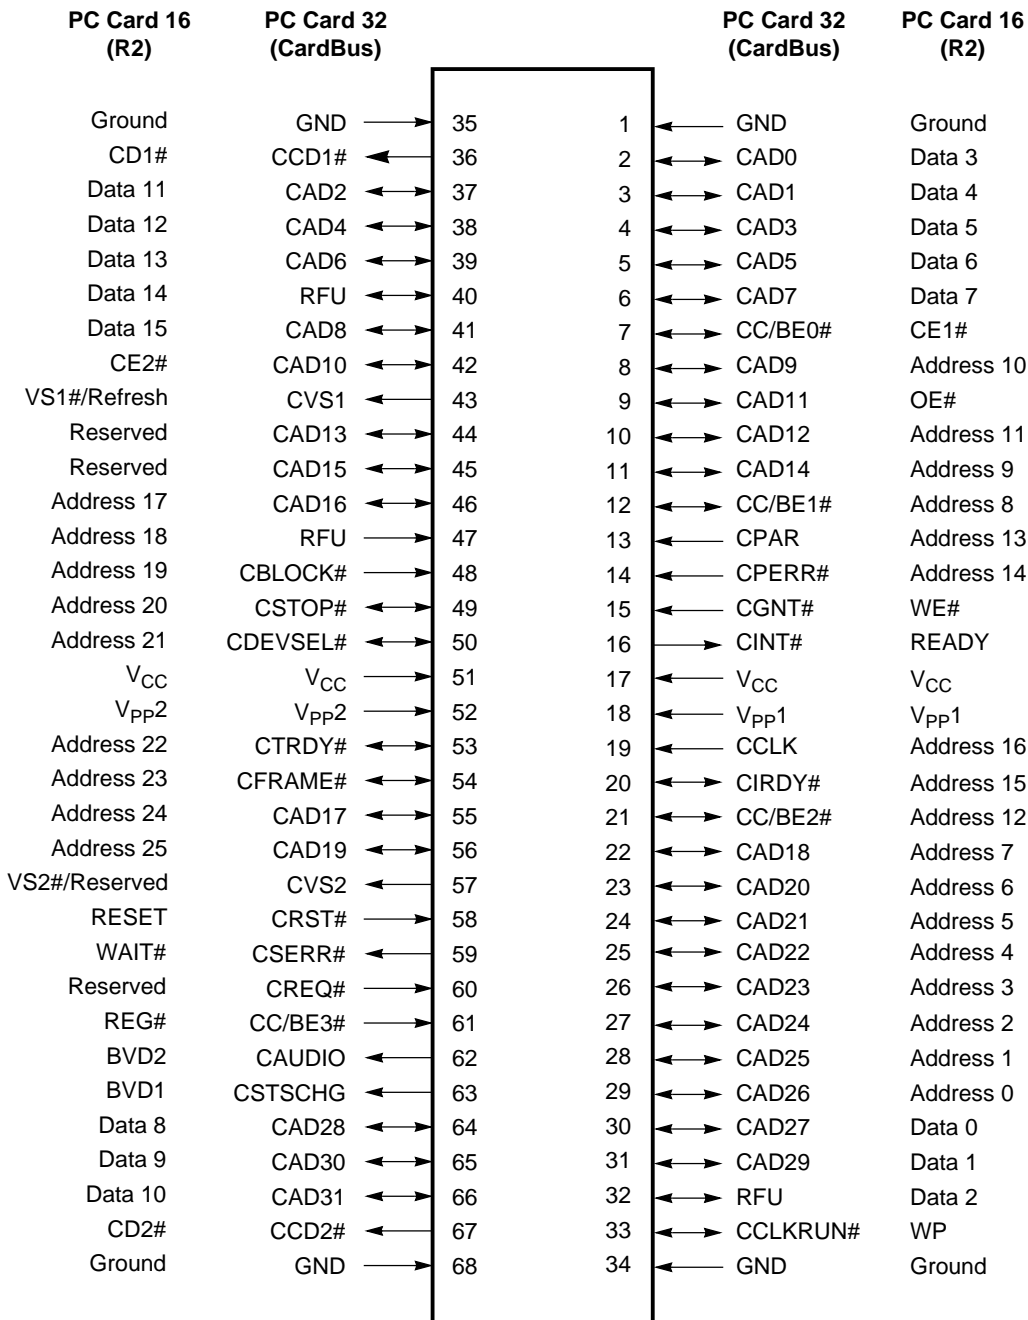 PC Card 16 PC Card 32 PC Card 32 PC Card 16
(R2) (CardBus) (CardBus) (R2)
Ground GND 35 1 GND Ground
CD1# CCD1# 36 2 CAD0 Data 3
Data 11 CAD2 37 3 CAD1 Data 4
Data 12 CAD4 38 4 CAD3 Data 5
Data 13 CAD6 39 5 CAD5 Data 6
Data 14 RFU 40 6 CAD7 Data 7
Data 15 CAD8 41 7 CC/BE0# CE1#
CE2# CAD10 42 8 CAD9 Address 10
VS1#/Refresh CVS1 43 9 CAD11 OE#
Reserved CAD13 44 10 CAD12 Address 11
Reserved CAD15 45 11 CAD14 Address 9
Address 17 CAD16 46 12 CC/BE1# Address 8
Address 18 RFU 47 13 CPAR Address 13
Address 19 CBLOCK# 48 14 CPERR# Address 14
Address 20 CSTOP# 49 15 CGNT# WE#
Address 21 CDEVSEL# 50 16 CINT# READY
VCC VCC 51 17 VCC VCC
VPP2 VPP2 52 18 VPP1 VPP1
Address 22 CTRDY# 53 19 CCLK Address 16
Address 23 CFRAME# 54 20 CIRDY# Address 15
Address 24 CAD17 55 21 CC/BE2# Address 12
Address 25 CAD19 56 22 CAD18 Address 7
VS2#/Reserved CVS2 57 23 CAD20 Address 6
RESET CRST# 58 24 CAD21 Address 5
WAIT# CSERR# 59 25 CAD22 Address 4
Reserved CREQ# 60 26 CAD23 Address 3
REG# CC/BE3# 61 27 CAD24 Address 2
BVD2 CAUDIO 62 28 CAD25 Address 1
BVD1 CSTSCHG 63 29 CAD26 Address 0
Data 8 CAD28 64 30 CAD27 Data 0
Data 9 CAD30 65 31 CAD29 Data 1
Data 10 CAD31 66 32 RFU Data 2
CD2# CCD2# 67 33 CCLKRUN# WP
Ground GND 68 34 GND Ground